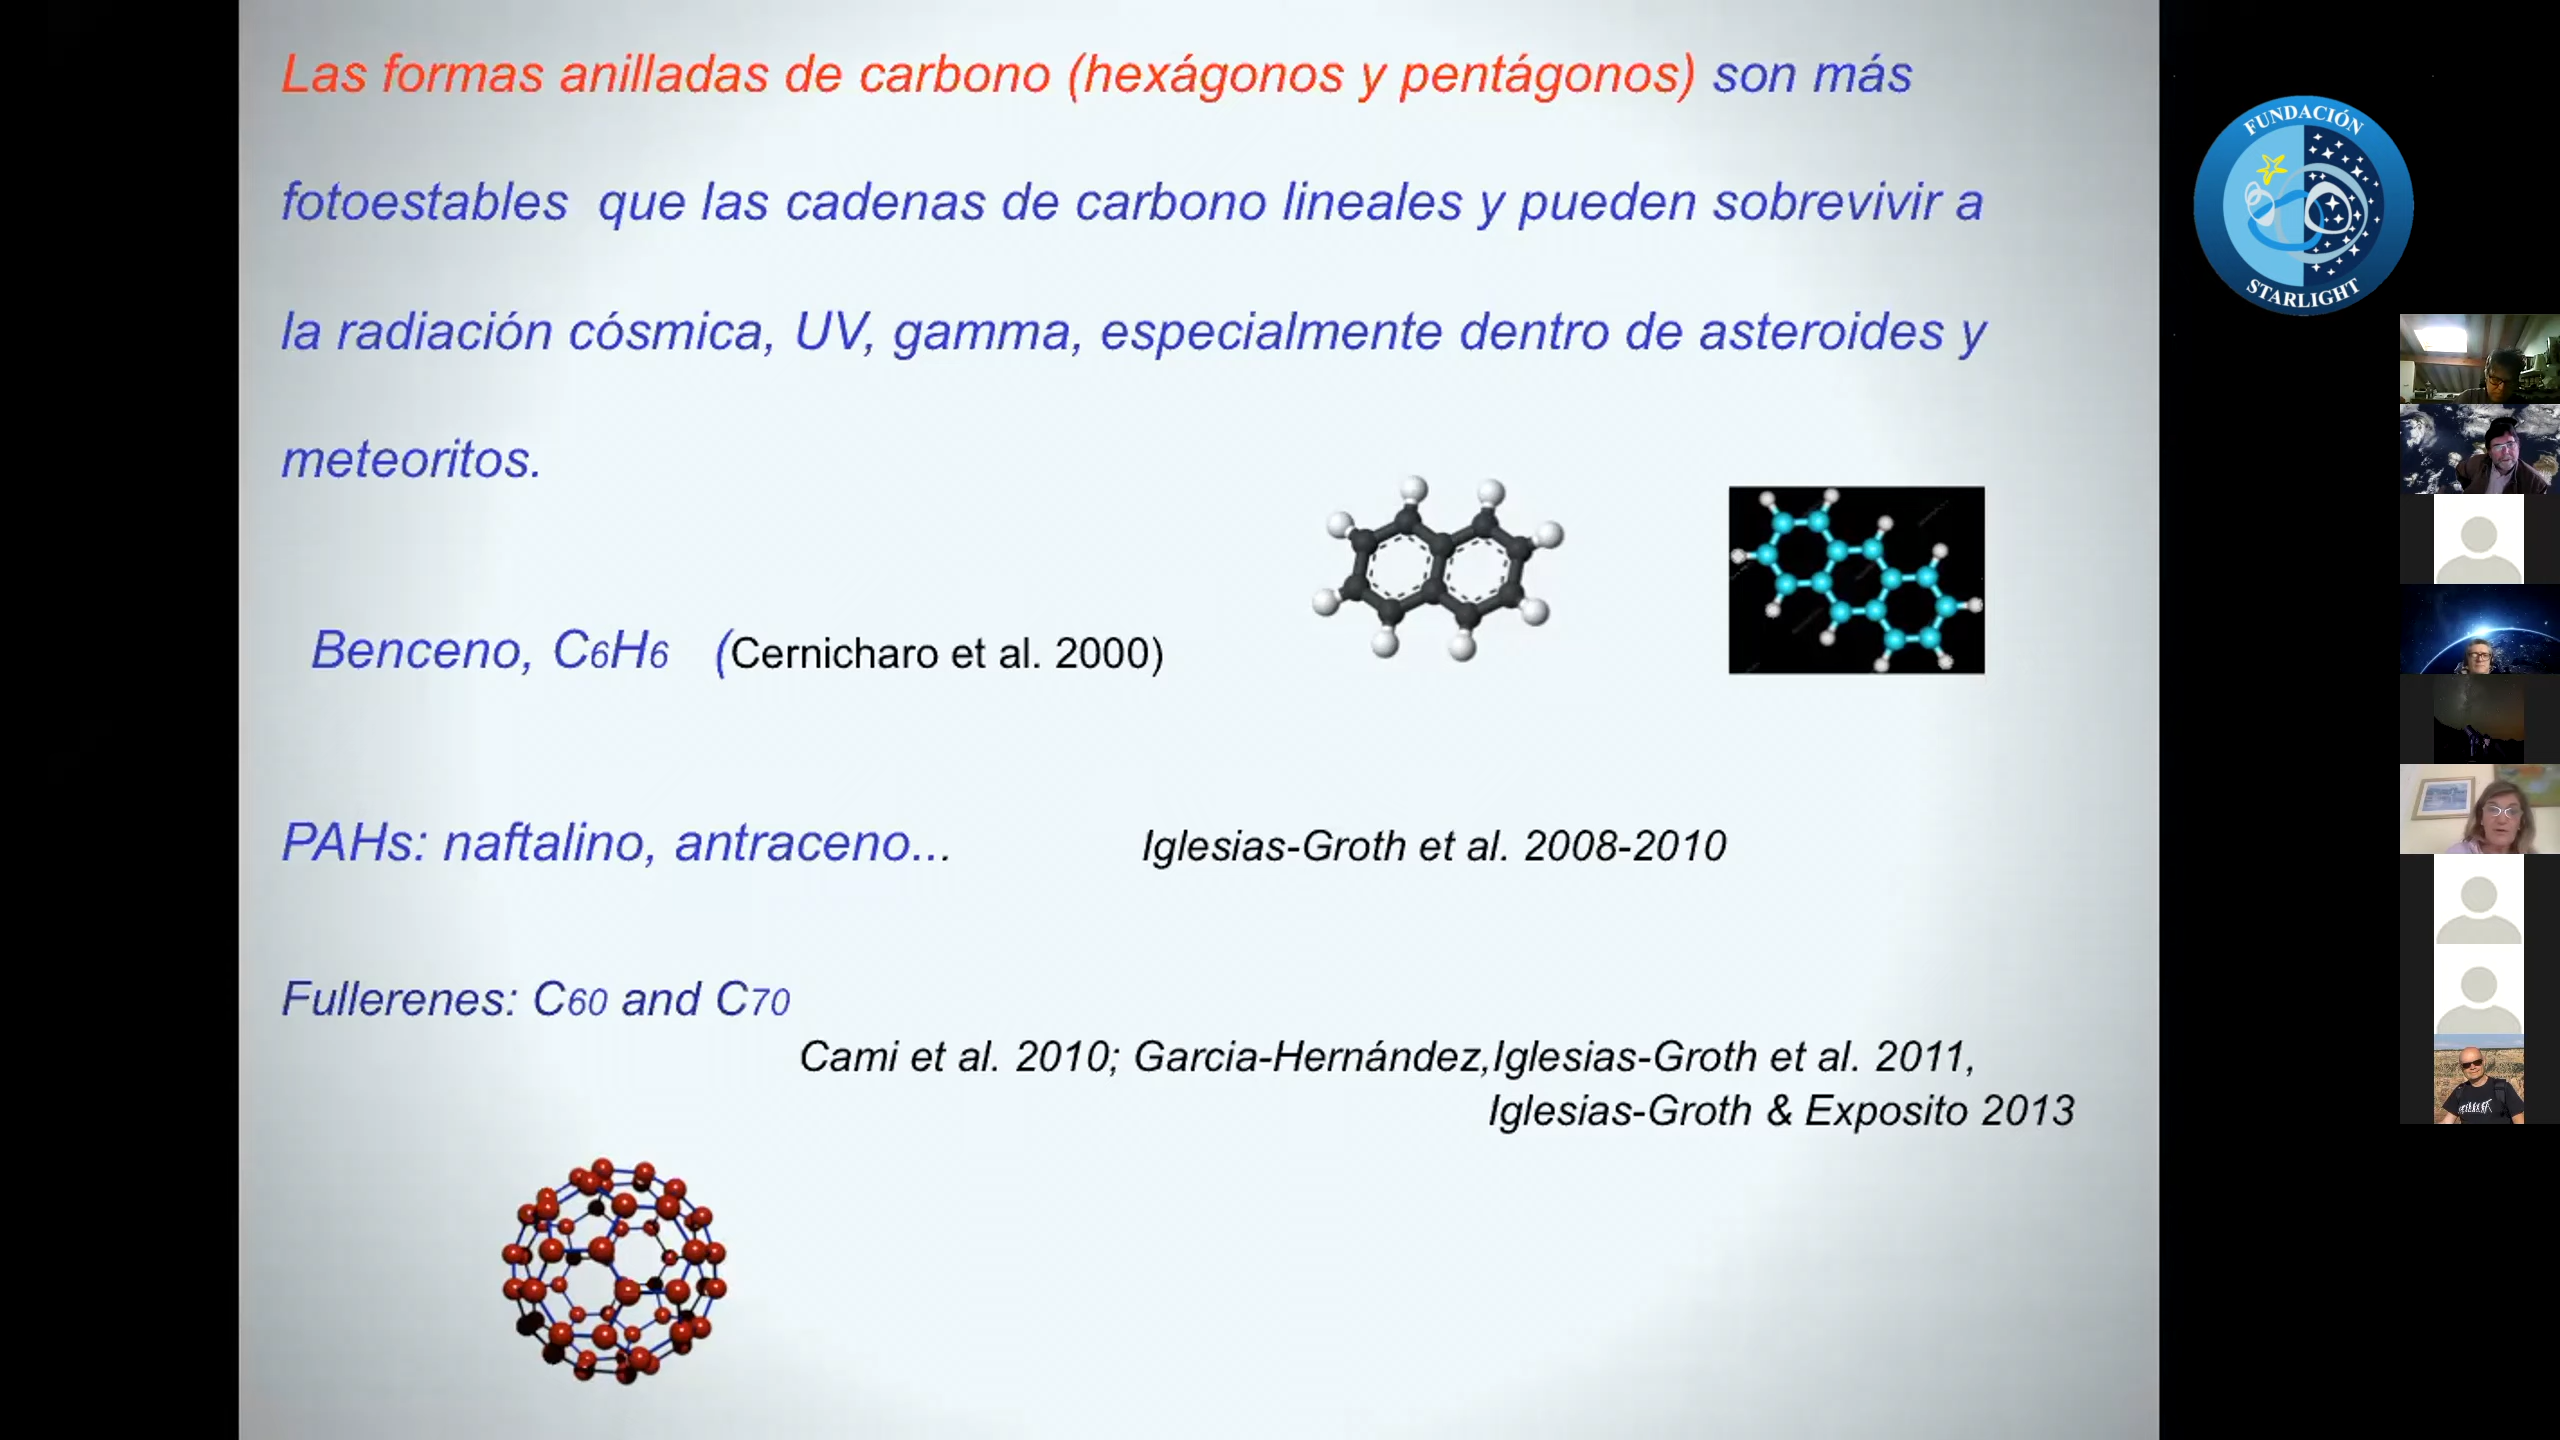 Las formas anilladas de carbono (hexágonos y pentágonos) son más
fotoestables que las cadenas de carbono lineales y pueden sobrevivir a
la radiación cósmica, UV, gamma, especialmente dentro de asteroides y
meteoritos.
Benceno, C6H6 (Cernicharo et al. 2000)
PAHs: naftalino, antraceno... Iglesias-Groth et al. 2008-2010
Fullerenes: C60 and C70
Cami et al. 2010; Garcia-Hernández,Iglesias-Groth et al. 2011,
Iglesias-Groth & Exposito 2013
FUNDACIÓN
STARLIGHT